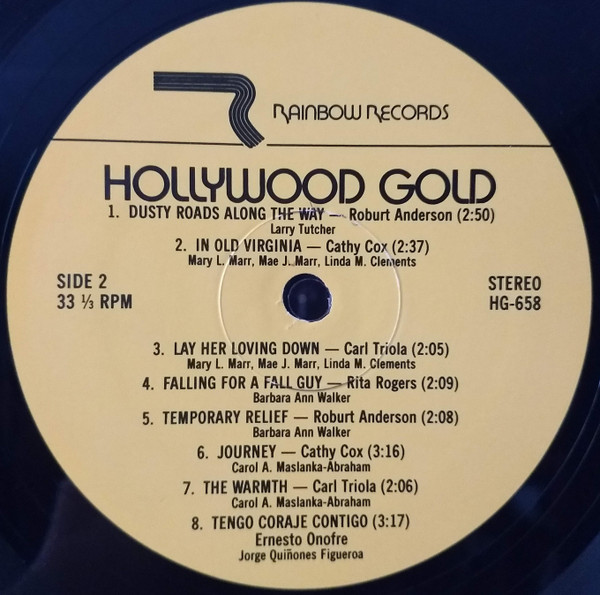 RAINBOW RECORDS
HOLLYWOOD GOLD
1. DUSTY ROADS ALONG THE WAY — Roburt Anderson (2:50)
Larry Tutcher
2. IN OLD VIRGINIA — Cathy Cox (2:37)
Mary L. Marr, Mae J. Marr, Linda M. Clements
SIDE 2
33 ⅓ RPM
STEREO
HG-658
3. LAY HER LOVING DOWN — Carl Triola (2:05)
Mary L. Marr, Mae J. Marr, Linda M. Clements
4. FALLING FOR A FALL GUY — Rita Rogers (2:09)
Barbara Ann Walker
5. TEMPORARY RELIEF — Roburt Anderson (2:08)
Barbara Ann Walker
6. JOURNEY — Cathy Cox (3:16)
Carol A. Maslanka-Abraham
7. THE WARMTH — Carl Triola (2:06)
Carol A. Maslanka-Abraham
8. TENGO CORAJE CONTIGO (3:17)
Ernesto Onofre
Jorge Quiñones Figueroa